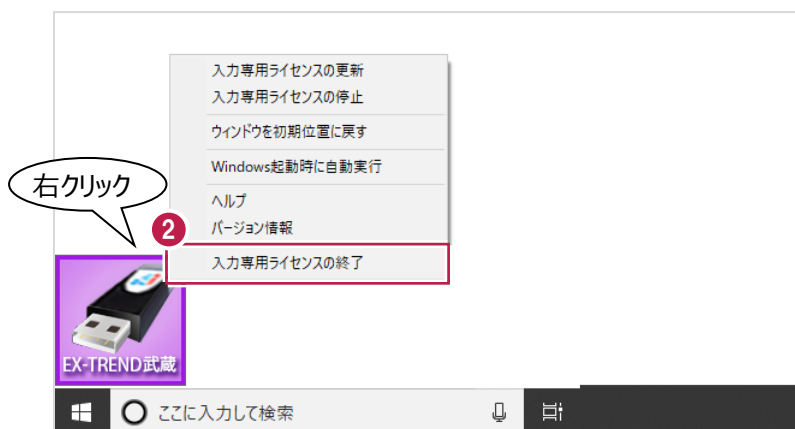 入力専用ライセンスの更新
入力専用ライセンスの停止
ウィンドウを初期位置に戻す
Windows起動時に自動実行
ヘルプ
バージョン情報
入力専用ライセンスの終了
右クリック
2
EX-TREND武蔵
ここに入力して検索